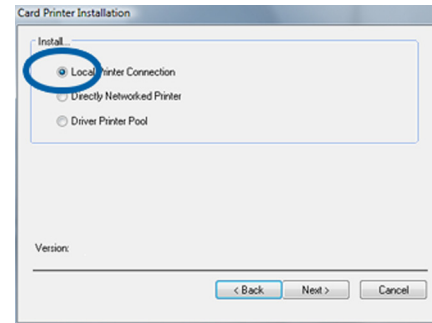 Card Printer Installation
Install...
Local Printer Connection
Directly Networked Printer
Driver Printer Pool
Version:
< Back Next > Cancel